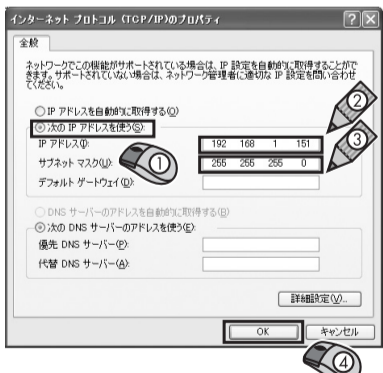 インターネット プロトコル (TCP/IP)のプロパティ
全般
ネットワークでこの機能がサポートされている場合は、IP 設定を自動的に取得することがで
きます。サポートされていない場合は、ネットワーク管理者に適切な IP 設定を問い合わせ
てください。
IP アドレスを自動的に取得する(O)
次の IP アドレスを使う(S):
IP アドレス(I): 192 168 1 151
サブネット マスク(U): 255 255 255 0
デフォルト ゲートウェイ(D):
DNS サーバーのアドレスを自動的に取得する(B)
次の DNS サーバーのアドレスを使う(E):
優先 DNS サーバー(P):
代替 DNS サーバー(A):
詳細設定(V)...
OK キャンセル
①
②
③
④